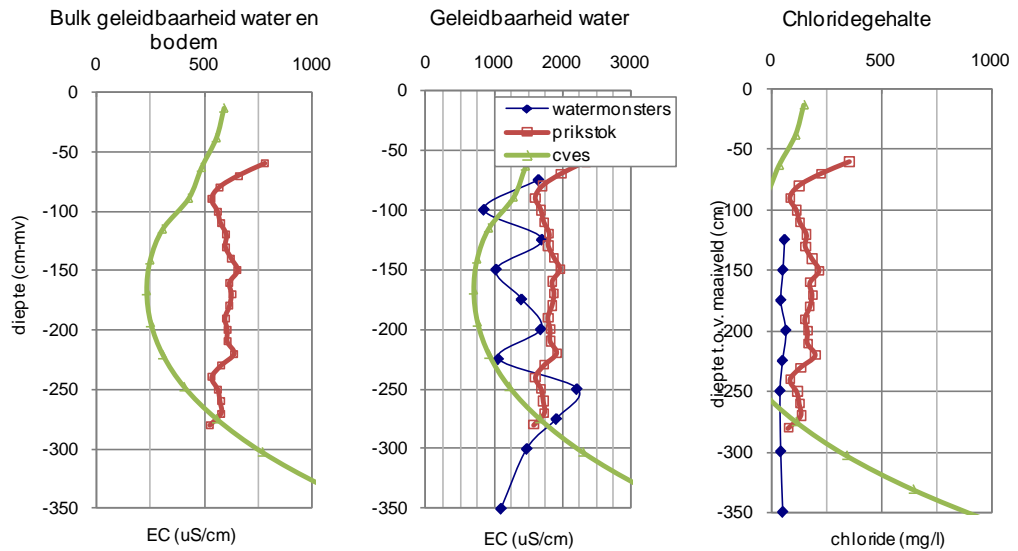 Bulk geleidbaarheid water en
bodem
0 500 1000
0
-50
-100
-150
-200
-250
-300
-350
diepte (cm-mv)
EC (uS/cm)
Geleidbaarheid water
0 1000 2000 3000
0
-50
-100
-150
-200
-250
-300
-350
watermonsters
prikstok
cves
EC (uS/cm)
Chloridegehalte
0 500 1000
0
-50
-100
-150
-200
-250
-300
-350
diepte t.o.v. maaiveld (cm)
chloride (mg/l)